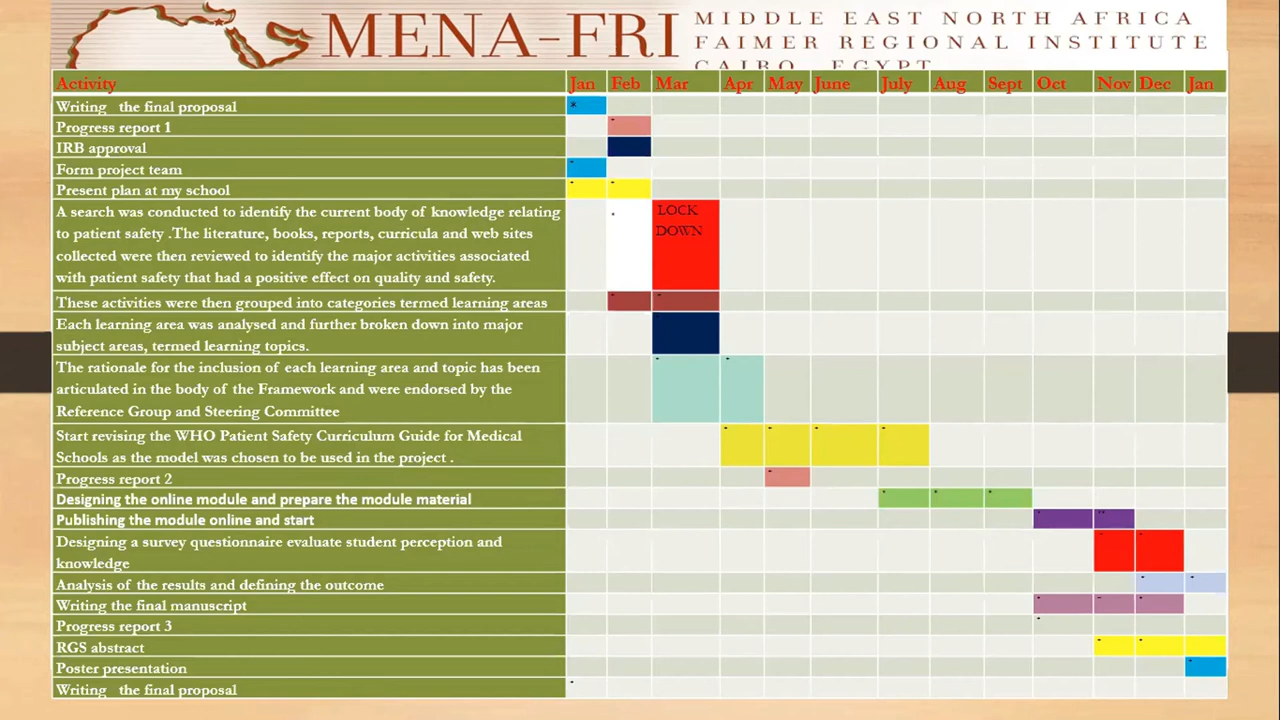 MENA-FRI
MIDDLE EAST NORTH AFRICA
FAIMER REGIONAL INSTITUTE
CAIRO, EGYPT
Activity Jan Feb Mar Apr May June July Aug Sept Oct Nov Dec Jan
Writing the final proposal *
Progress report 1
IRB approval
Form project team
Present plan at my school
A search was conducted to identify the current body of knowledge relating
to patient safety .The literature, books, reports, curricula and web sites
collected were then reviewed to identify the major activities associated
with patient safety that had a positive effect on quality and safety.
LOCK
DOWN
These activities were then grouped into categories termed learning areas
Each learning area was analysed and further broken down into major
subject areas, termed learning topics.
The rationale for the inclusion of each learning area and topic has been
articulated in the body of the Framework and were endorsed by the
Reference Group and Steering Committee
Start revising the WHO Patient Safety Curriculum Guide for Medical
Schools as the model was chosen to be used in the project .
Progress report 2
Designing the online module and prepare the module material
Publishing the module online and start
Designing a survey questionnaire evaluate student perception and
knowledge
Analysis of the results and defining the outcome
Writing the final manuscript
Progress report 3
RGS abstract
Poster presentation
Writing the final proposal